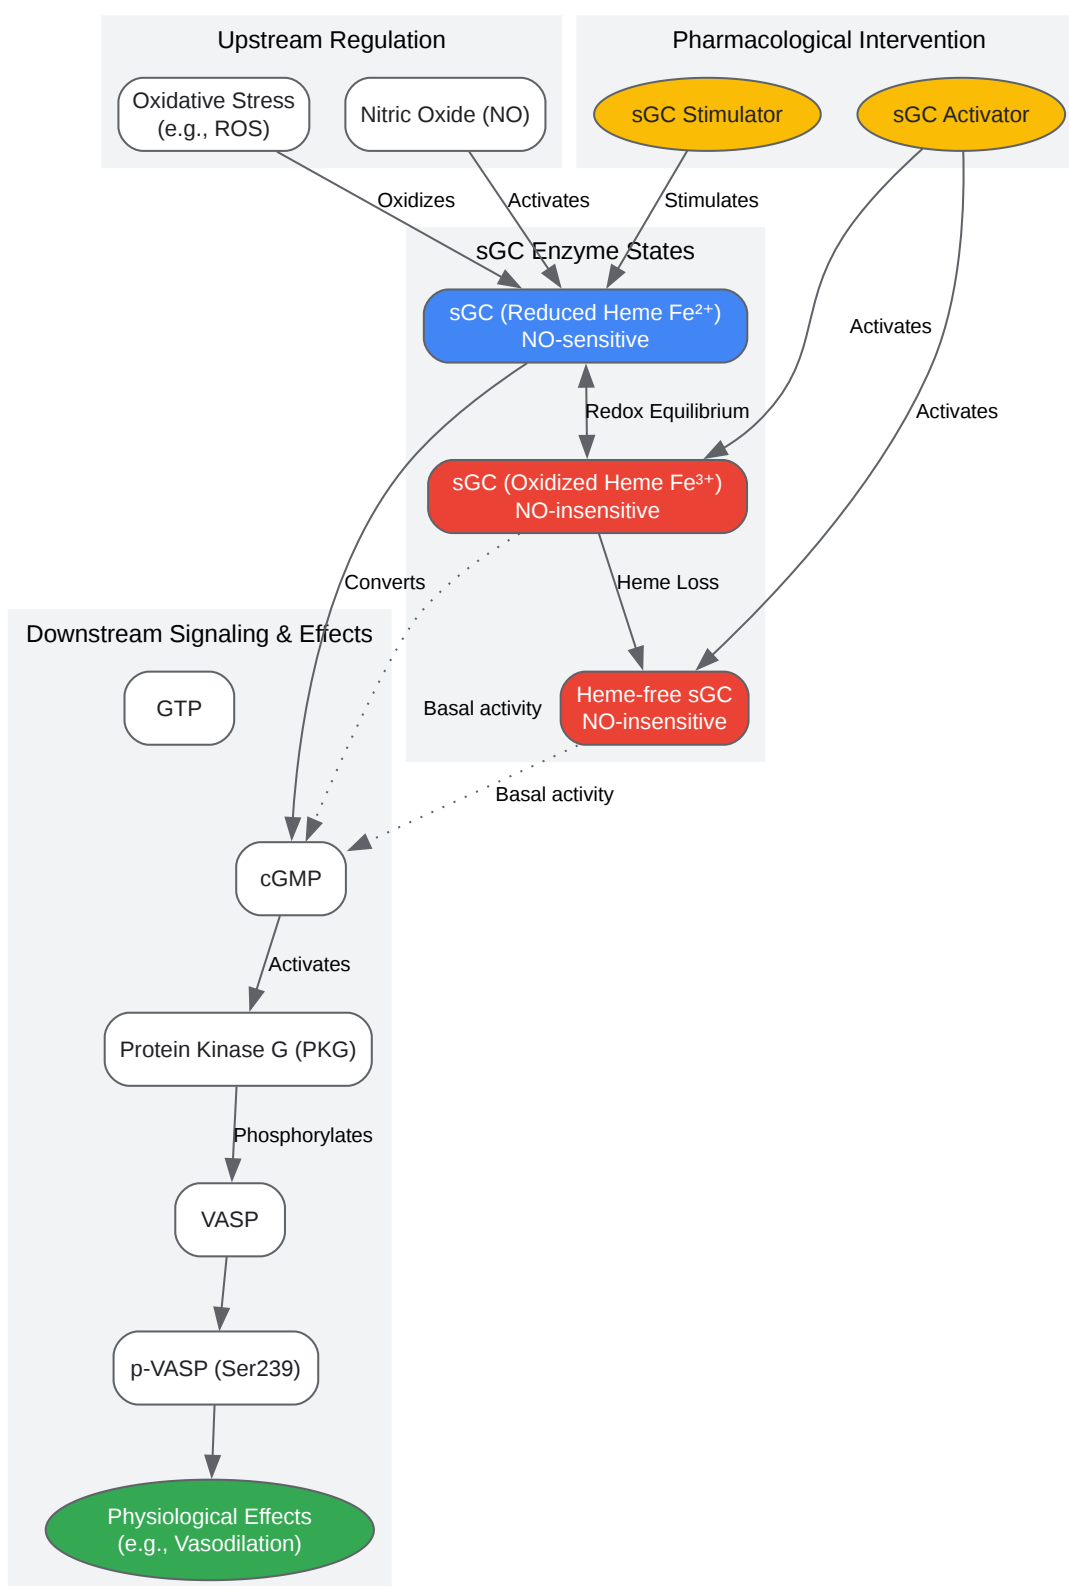 Upstream Regulation
Pharmacological Intervention
Oxidative Stress
(e.g., ROS)
Nitric Oxide (NO)
sGC Stimulator
sGC Activator
Oxidizes
Activates
Stimulates
sGC Enzyme States
sGC (Reduced Heme Fe²⁺)
NO-sensitive
Activates
Redox Equilibrium
Activates
sGC (Oxidized Heme Fe³⁺)
NO-insensitive
Converts
Heme Loss
Downstream Signaling & Effects
GTP
Basal activity
Heme-free sGC
NO-insensitive
Basal activity
cGMP
Activates
Protein Kinase G (PKG)
Phosphorylates
VASP
p-VASP (Ser239)
Physiological Effects
(e.g., Vasodilation)